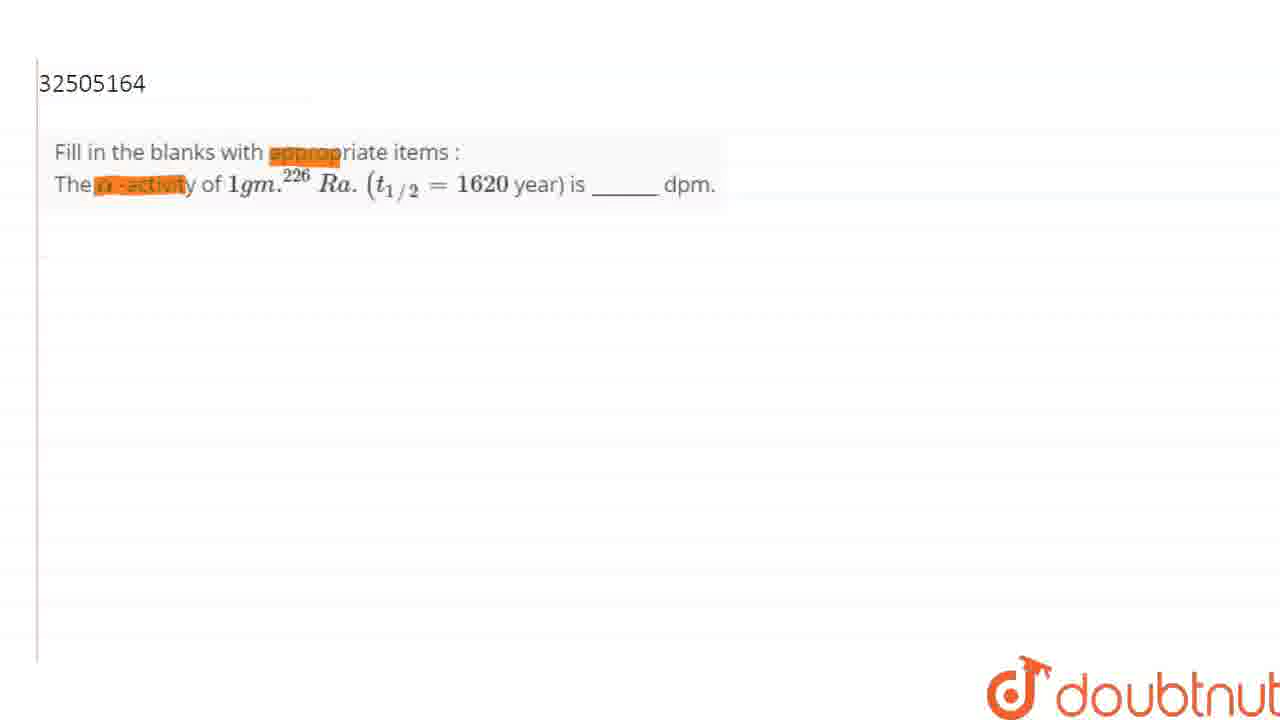 32505164
Fill in the blanks with appropriate items :
The α -activity of 1gm.²²⁶ Ra. (t₁/₂ = 1620 year) is ______ dpm.
doubtnut